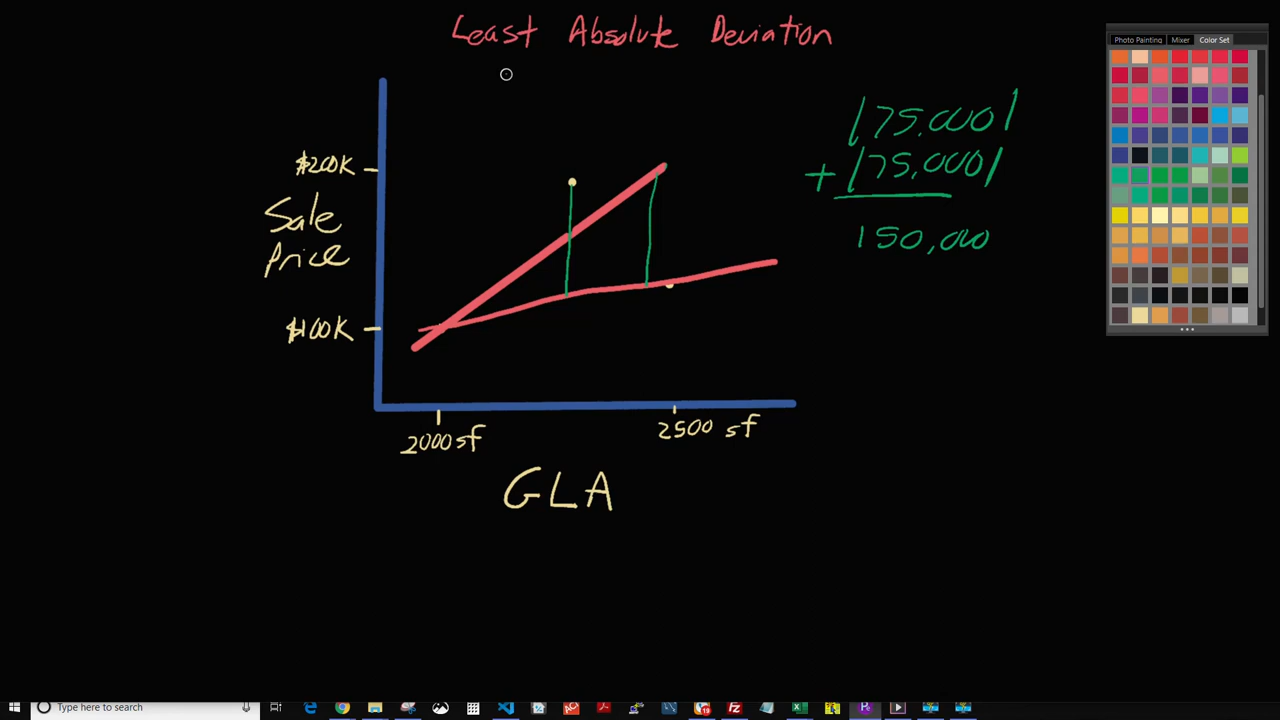 Least Absolute Deviation
Photo Painting
Mixer
Color Set
|75,000|
+ |75,000|
150,000
$200K
Sale
Price
$100K
2000 sf
2500 sf
GLA
Type here to search
19